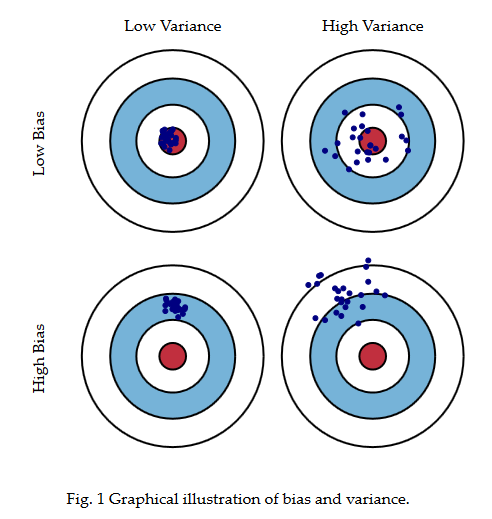 Low Variance
High Variance
Low Bias
High Bias
Fig. 1 Graphical illustration of bias and variance.